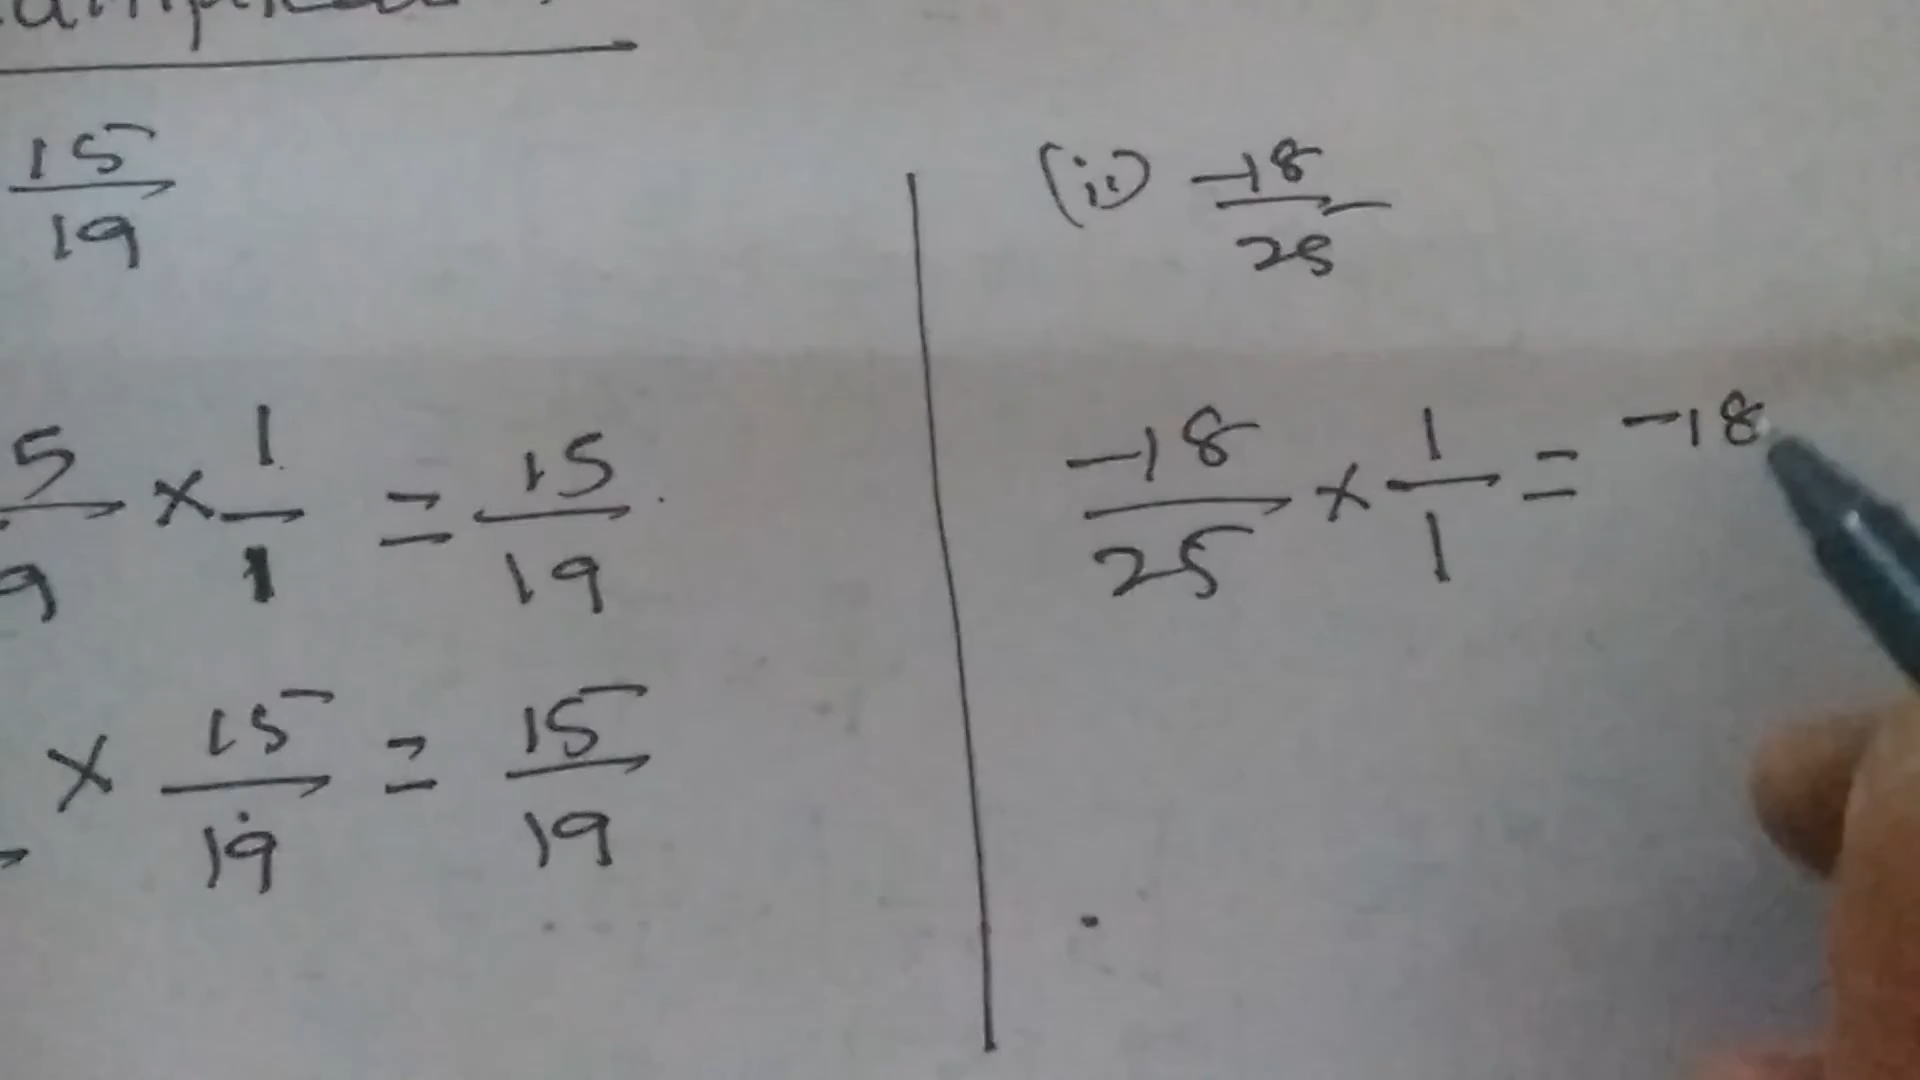 15/19
5/9 × 1/1 = 15/19
× 15/19 = 15/19
(ii) -18/25
-18/25 × 1/1 = -18